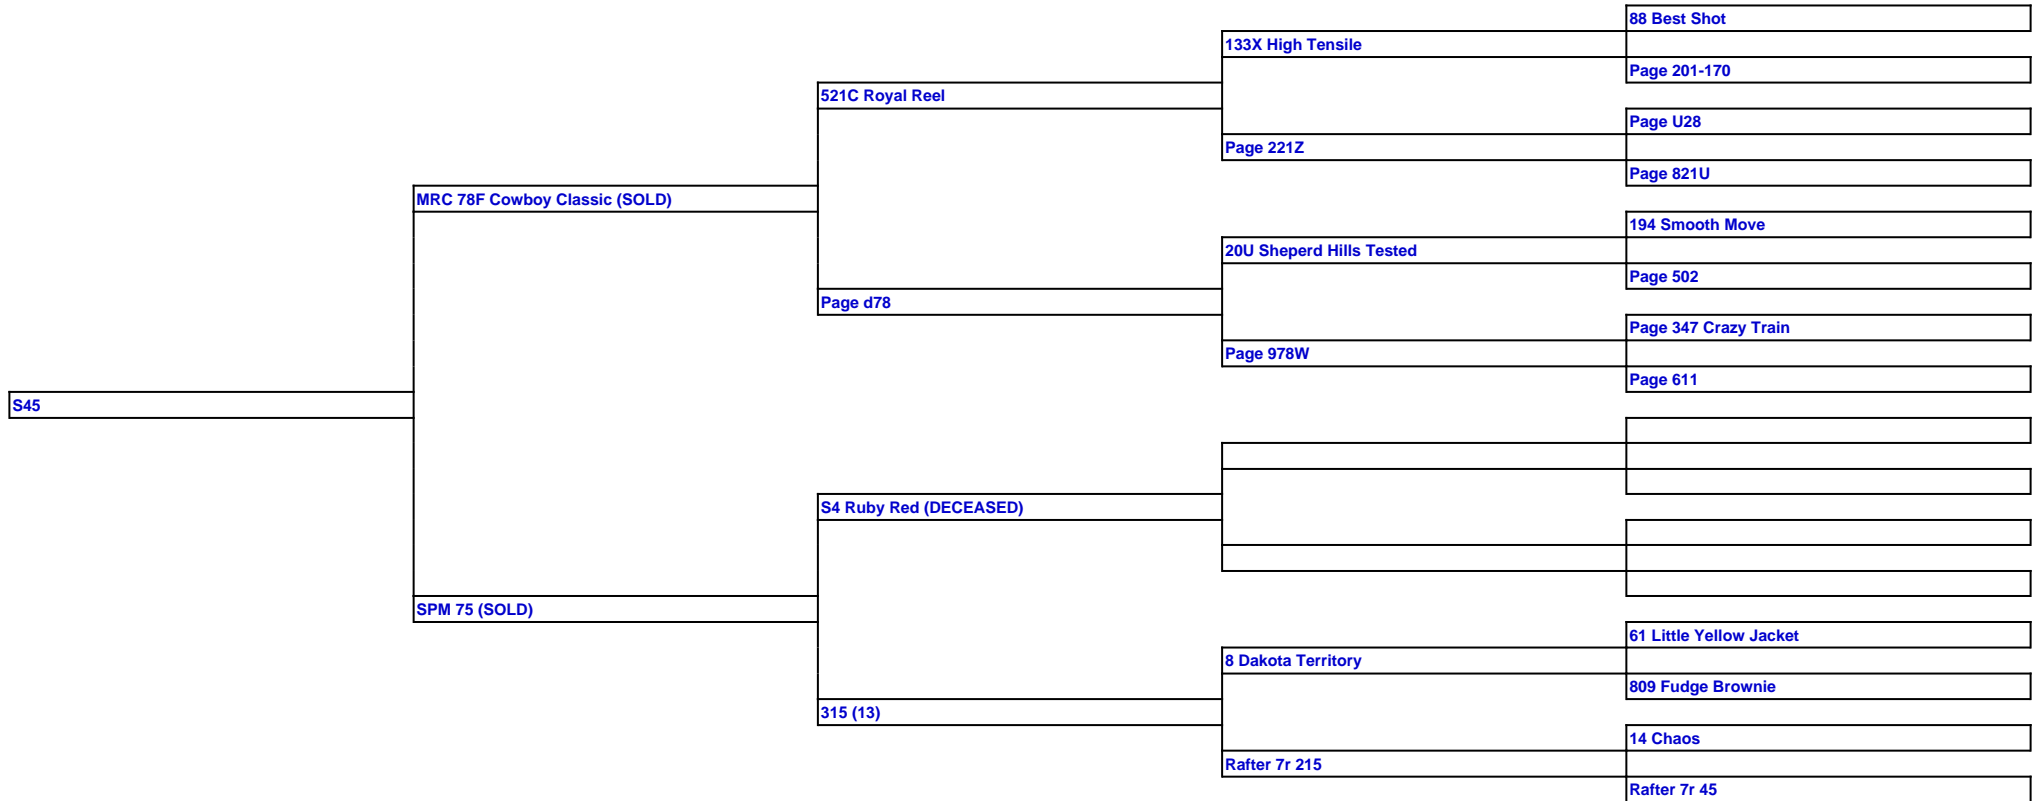 88 Best Shot
133X High Tensile
Page 201-170
521C Royal Reel
Page U28
Page 221Z
Page 821U
MRC 78F Cowboy Classic (SOLD)
194 Smooth Move
20U Sheperd Hills Tested
Page 502
Page d78
Page 347 Crazy Train
Page 978W
Page 611
S45
S4 Ruby Red (DECEASED)
SPM 75 (SOLD)
61 Little Yellow Jacket
8 Dakota Territory
809 Fudge Brownie
315 (13)
14 Chaos
Rafter 7r 215
Rafter 7r 45